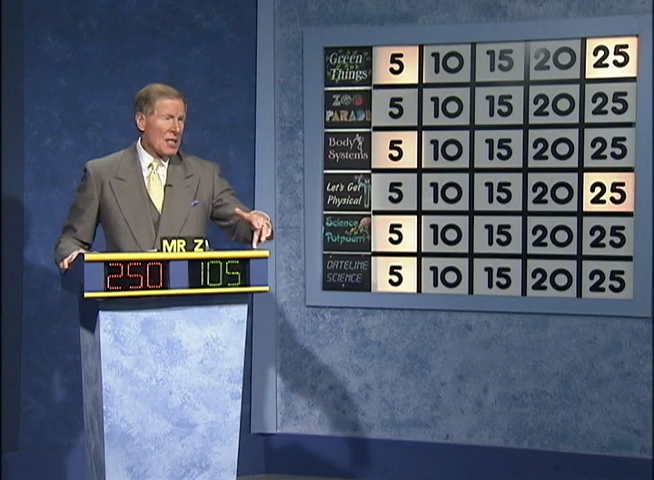 Green Things 5 10 15 20 25
ZOO PARADE 5 10 15 20 25
Body Systems 5 10 15 20 25
Let's Get Physical 5 10 15 20 25
Science Potpourri 5 10 15 20 25
DATELINE SCIENCE 5 10 15 20 25
MR. Z!
250 105